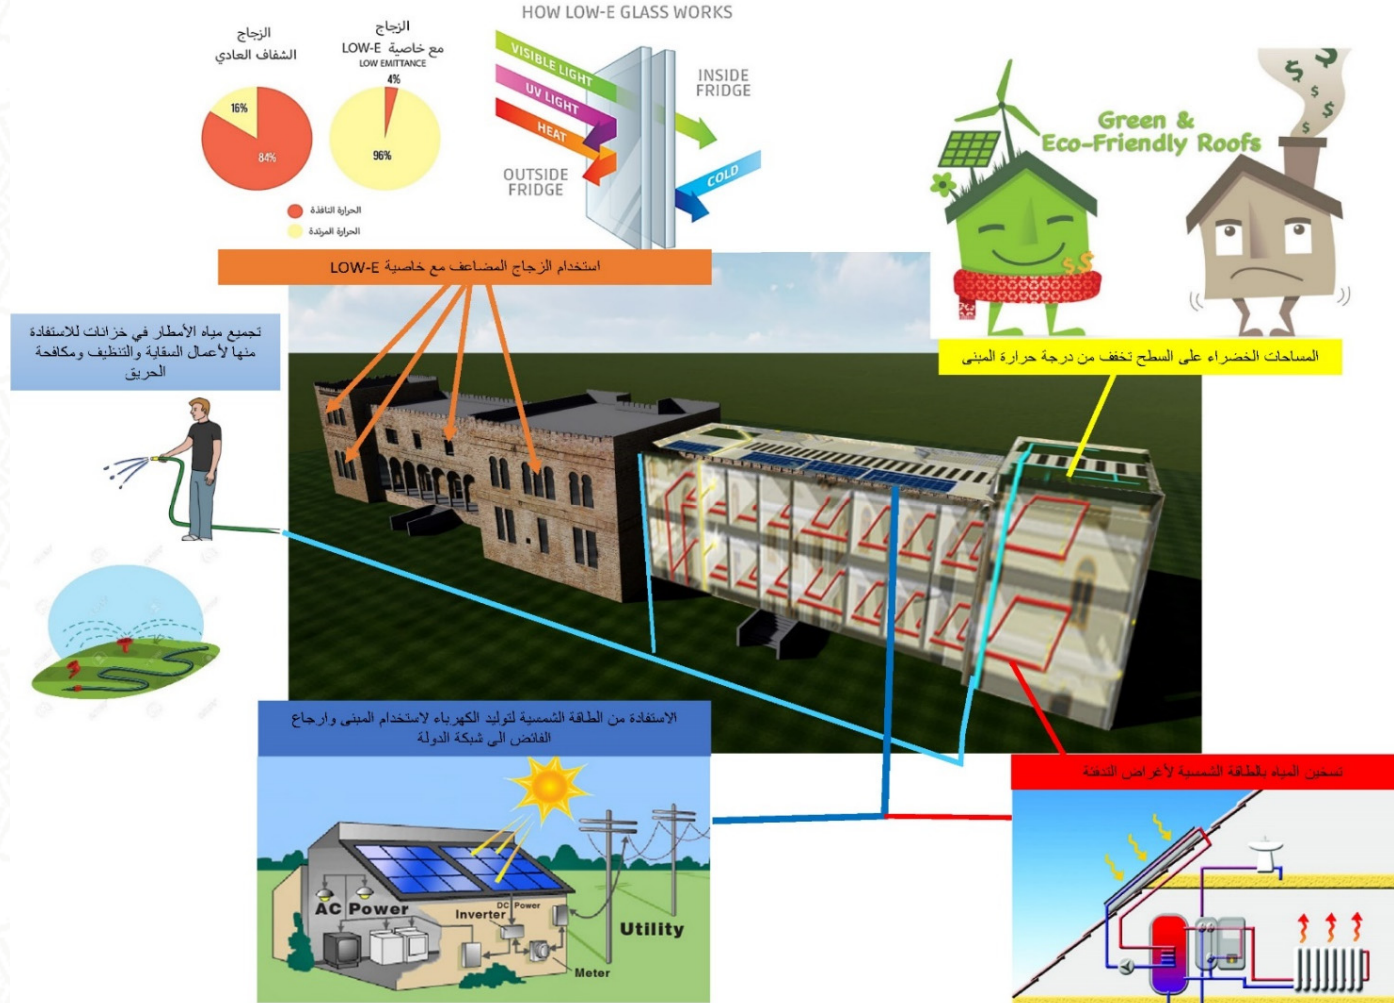 HOW LOW-E GLASS WORKS
الزجاج
الشفاف العادي
الزجاج
مع خاصية LOW-E
LOW EMITTANCE
16%
84%
4%
96%
الحرارة النافذة
الحرارة المرتدة
VISIBLE LIGHT
UV LIGHT
HEAT
OUTSIDE
FRIDGE
INSIDE
FRIDGE
COLD
Green &
Eco-Friendly Roofs
$
$
$
$
$
$$
استخدام الزجاج المضاعف مع خاصية LOW-E
تجميع مياه الأمطار في خزانات للاستفادة
منها لأعمال السقاية والتنظيف ومكافحة
الحريق
المساحات الخضراء على السطح تخفف من درجة حرارة المبنى
الاستفادة من الطاقة الشمسية لتوليد الكهرباء لاستخدام المبنى وارجاع
الفائض الى شبكة الدولة
AC Power
DC Power
Inverter
Utility
Meter
تسخين المياه بالطاقة الشمسية لأغراض التدفئة